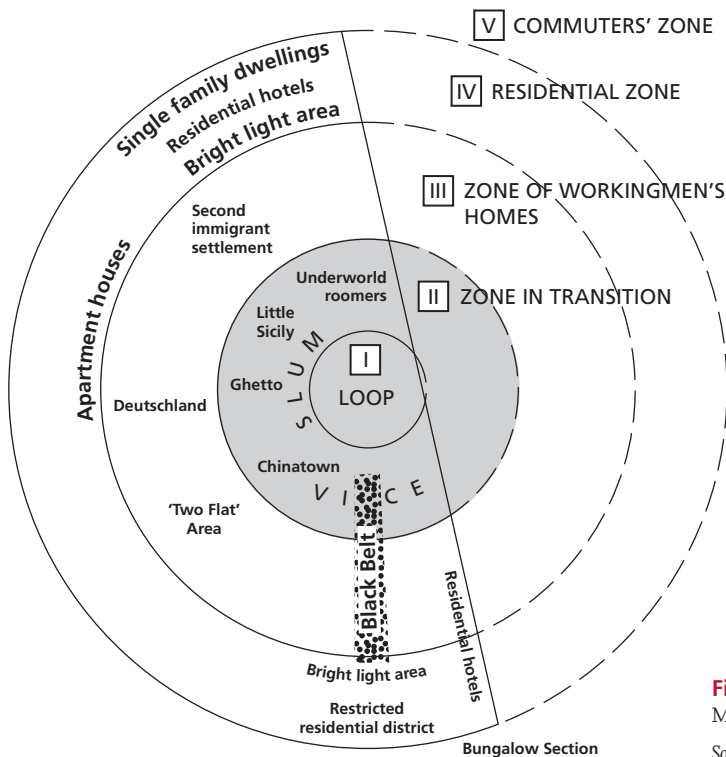 V COMMUTERS' ZONE
Single family dwellings
IV RESIDENTIAL ZONE
Residential hotels
Bright light area
III ZONE OF WORKINGMEN'S
HOMES
Second
immigrant
settlement
Apartment houses
Underworld
roomers
II ZONE IN TRANSITION
Little
Sicily
SLUM
I
LOOP
Ghetto
Deutschland
Chinatown
VICE
'Two Flat'
Area
Black Belt
Residential hotels
Bright light area
Restricted
residential district
Bungalow Section
Fi
M
So